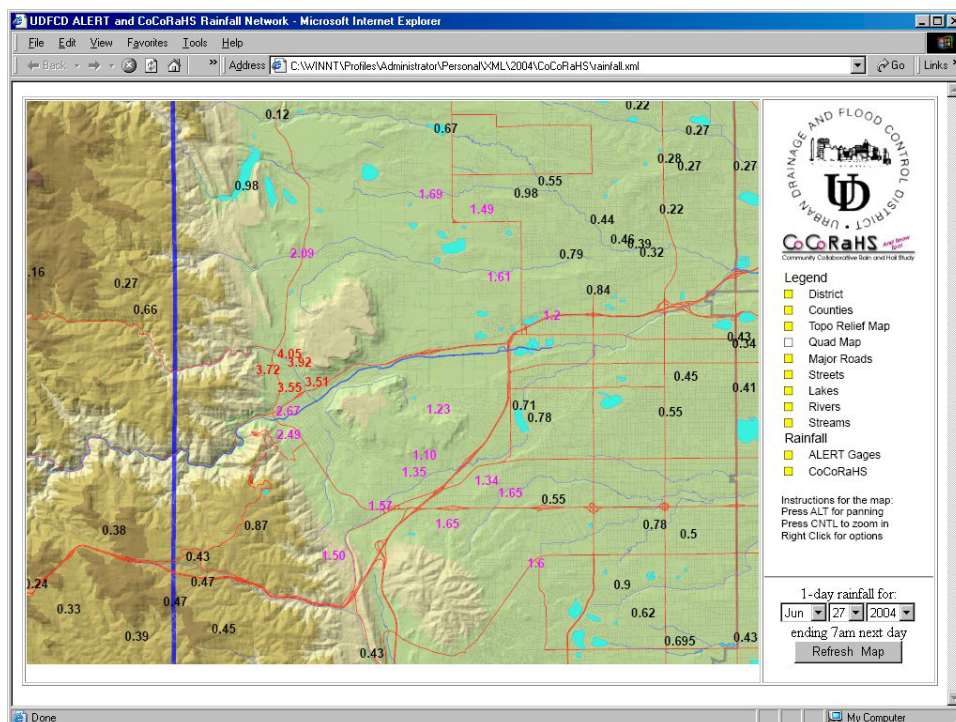 UDFCD ALERT and CoCoRaHS Rainfall Network - Microsoft Internet Explorer
File Edit View Favorites Tools Help
Back
Address C:\WINNT\Profiles\Administrator\Personal\XML\2004\CoCoRaHS\rainfall.xml
Go
Links
0.12
0.67
0.22
0.27
0.28
0.27
0.27
0.98
0.55
1.69
0.98
1.49
0.22
0.44
0.46
0.39
0.32
2.09
0.79
.16
0.27
1.61
0.84
0.66
1.2
0.43
0.34
4.05
3.92
3.72
3.51
3.55
0.45
0.41
2.67
1.23
0.71
0.78
0.55
2.49
1.10
1.35
1.34
1.65
0.55
1.57
1.65
0.78
0.5
0.38
0.87
0.43
1.50
1.6
0.24
0.47
0.9
0.33
0.47
0.62
0.39
0.45
0.43
0.695
0.43
URBAN DRAINAGE AND FLOOD CONTROL DISTRICT
UD
CoCoRaHS And Snow Too!
Community Collaborative Rain and Hail Study
Legend
District
Counties
Topo Relief Map
Quad Map
Major Roads
Streets
Lakes
Rivers
Streams
Rainfall
ALERT Gages
CoCoRaHS
Instructions for the map:
Press ALT for panning
Press CNTL to zoom in
Right Click for options
1-day rainfall for:
Jun 27 2004
ending 7am next day
Refresh Map
Done
My Computer